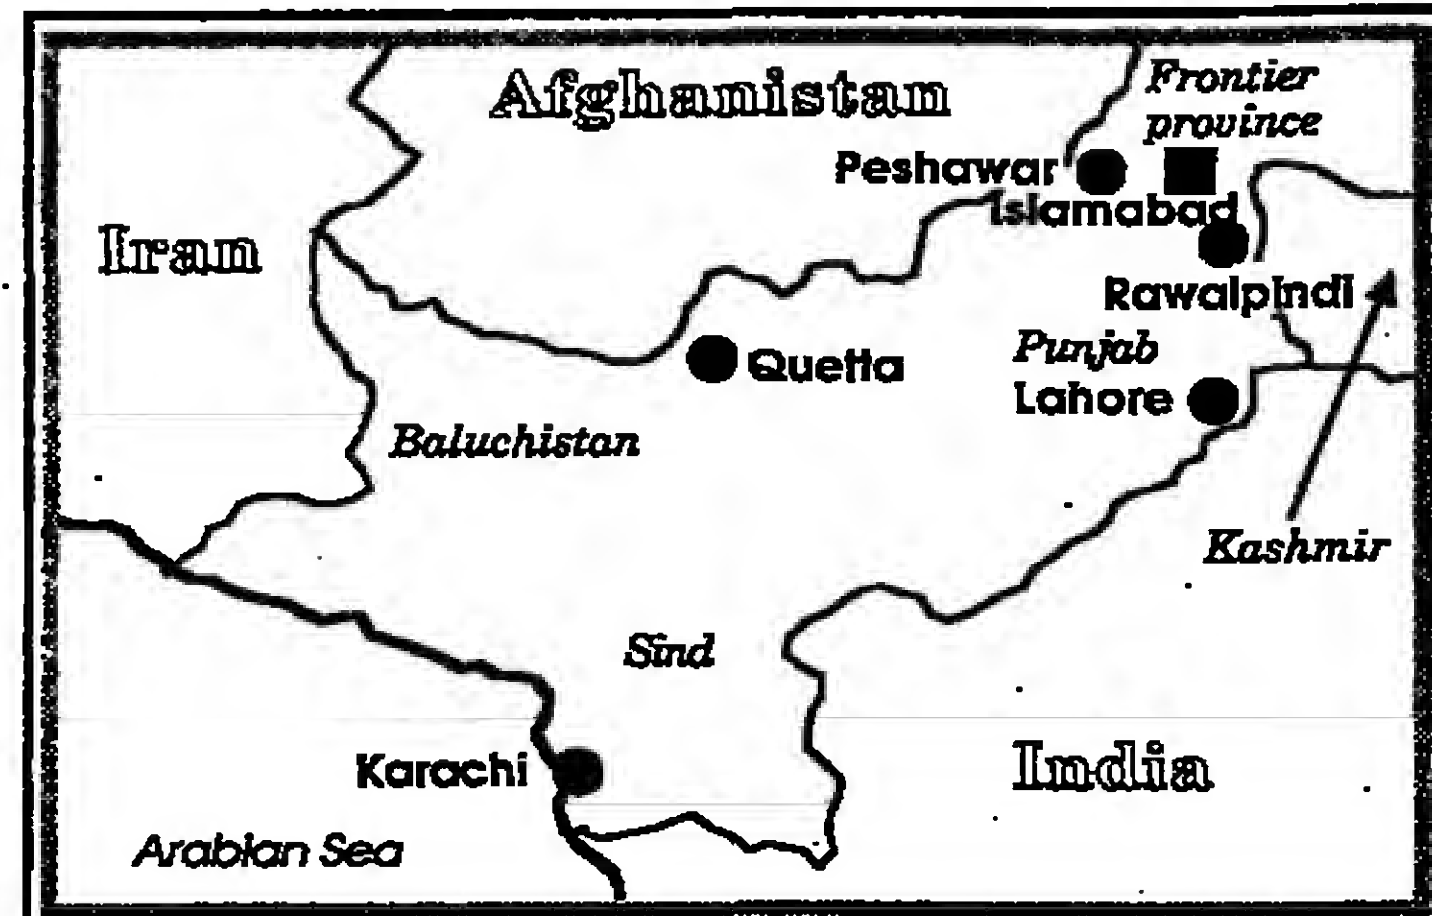 Afghanistan
Frontier
province
Peshawar
Islamabad
Iran
Rawalpindi
Punjab
Quetta
Lahore
Baluchistan
Kashmir
Sind
India
Karachi
Arabian Sea